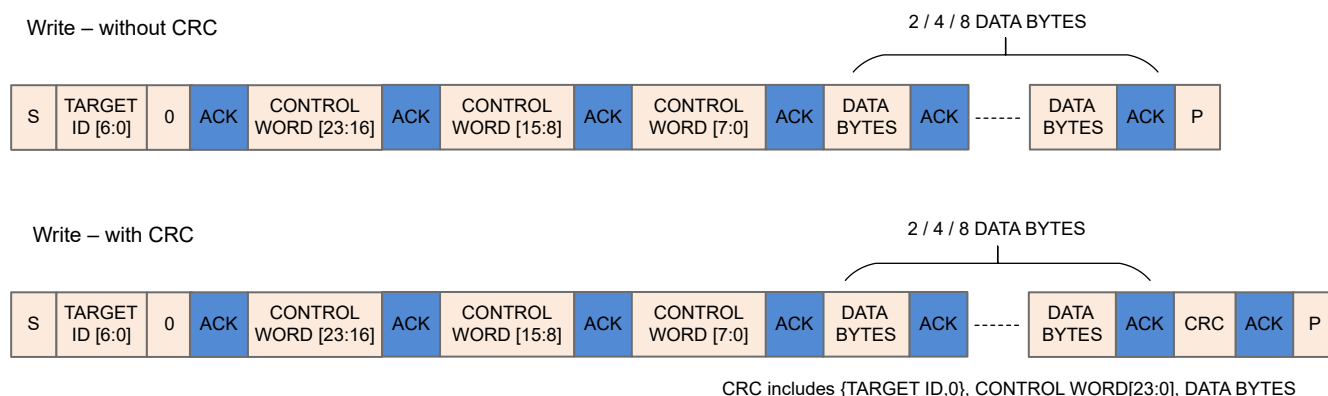 Write – without CRC
2 / 4 / 8 DATA BYTES
S
TARGET
ID [6:0]
0
ACK
CONTROL
WORD [23:16]
ACK
CONTROL
WORD [15:8]
ACK
CONTROL
WORD [7:0]
ACK
DATA
BYTES
ACK
DATA
BYTES
ACK
P
Write – with CRC
2 / 4 / 8 DATA BYTES
S
TARGET
ID [6:0]
0
ACK
CONTROL
WORD [23:16]
ACK
CONTROL
WORD [15:8]
ACK
CONTROL
WORD [7:0]
ACK
DATA
BYTES
ACK
DATA
BYTES
ACK
CRC
ACK
P
CRC includes {TARGET ID,0}, CONTROL WORD[23:0], DATA BYTES